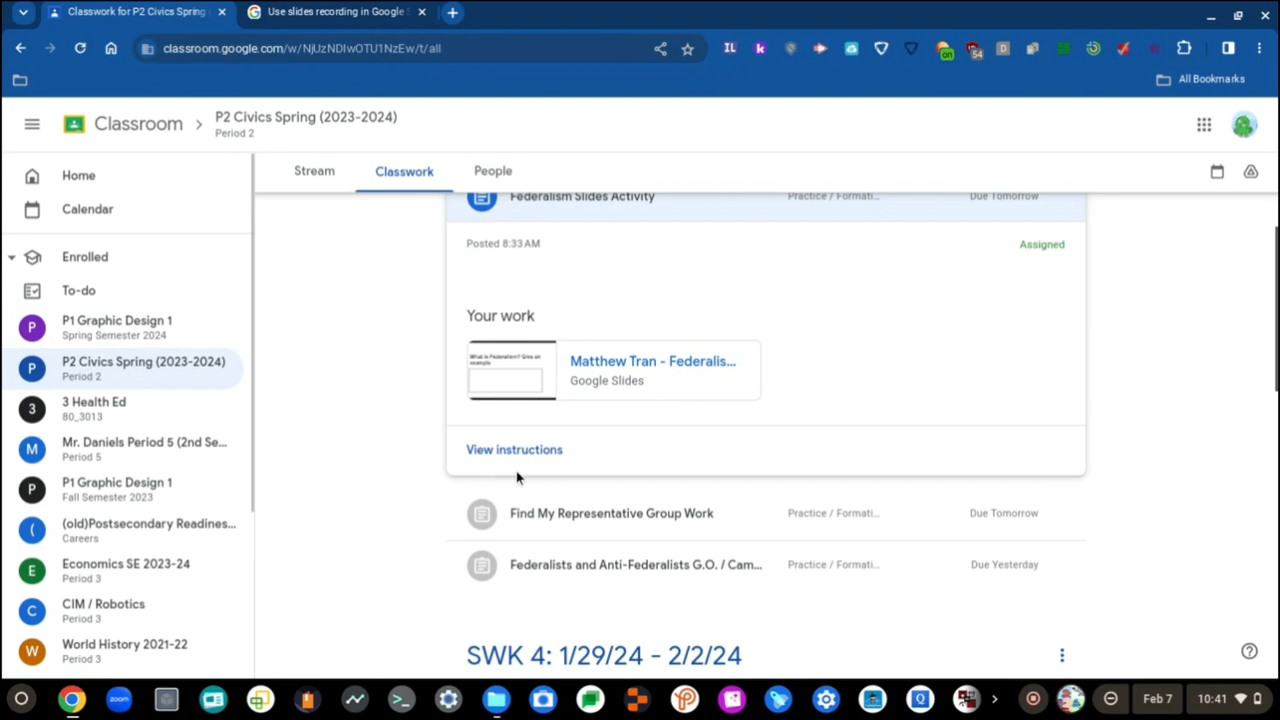 Classwork for P2 Civics Spring
Use slides recording in Google S
classroom.google.com/w/NjUzNDIwOTU1NzEw/t/all
IL
k
on
54
D
All Bookmarks
Classroom
P2 Civics Spring (2023-2024)
Period 2
Stream
Classwork
People
Home
Calendar
Enrolled
To-do
P
P1 Graphic Design 1
Spring Semester 2024
P
P2 Civics Spring (2023-2024)
Period 2
3
3 Health Ed
80_3013
M
Mr. Daniels Period 5 (2nd Se...
Period 5
P
P1 Graphic Design 1
Fall Semester 2023
(
(old)Postsecondary Readines...
Careers
E
Economics SE 2023-24
Period 3
C
CIM / Robotics
Period 3
W
World History 2021-22
Period 3
Federalism Slides Activity
Practice / Formati...
Due Tomorrow
Posted 8:33 AM
Assigned
Your work
What is Federalism? Give an
example
Matthew Tran - Federalis...
Google Slides
View instructions
Find My Representative Group Work
Practice / Formati...
Due Tomorrow
Federalists and Anti-Federalists G.O. / Cam...
Practice / Formati...
Due Yesterday
SWK 4: 1/29/24 - 2/2/24
zoom
Q
Feb 7
10:41